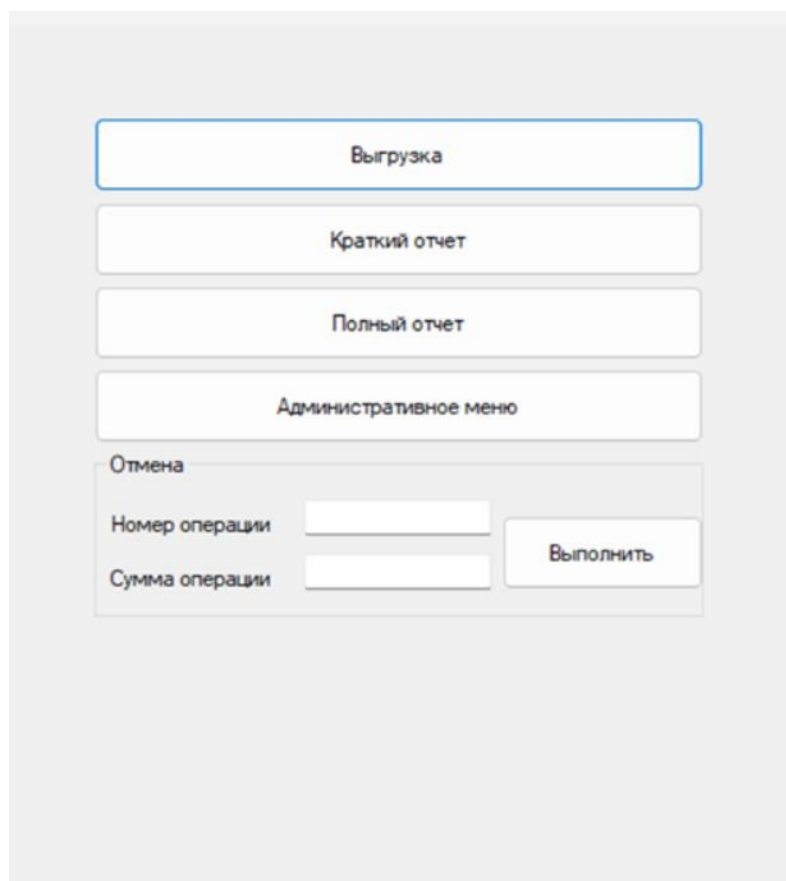 Выгрузка
Краткий отчет
Полный отчет
Административное меню
Отмена
Номер операции
Сумма операции
Выполнить